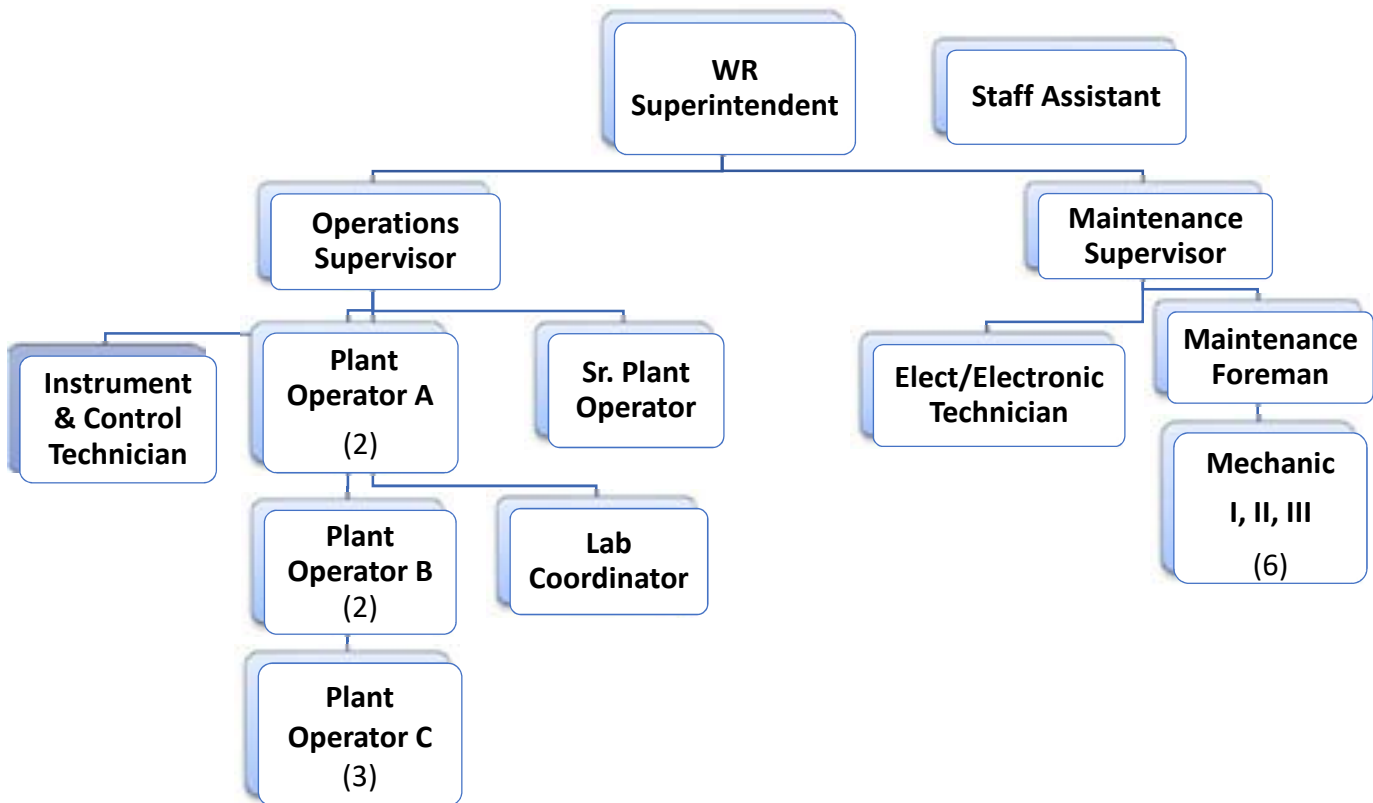 WR
Superintendent
Staff Assistant
Operations
Supervisor
Maintenance
Supervisor
Instrument
& Control
Technician
Plant
Operator A
(2)
Sr. Plant
Operator
Elect/Electronic
Technician
Maintenance
Foreman
Plant
Operator B
(2)
Lab
Coordinator
Mechanic
I, II, III
(6)
Plant
Operator C
(3)